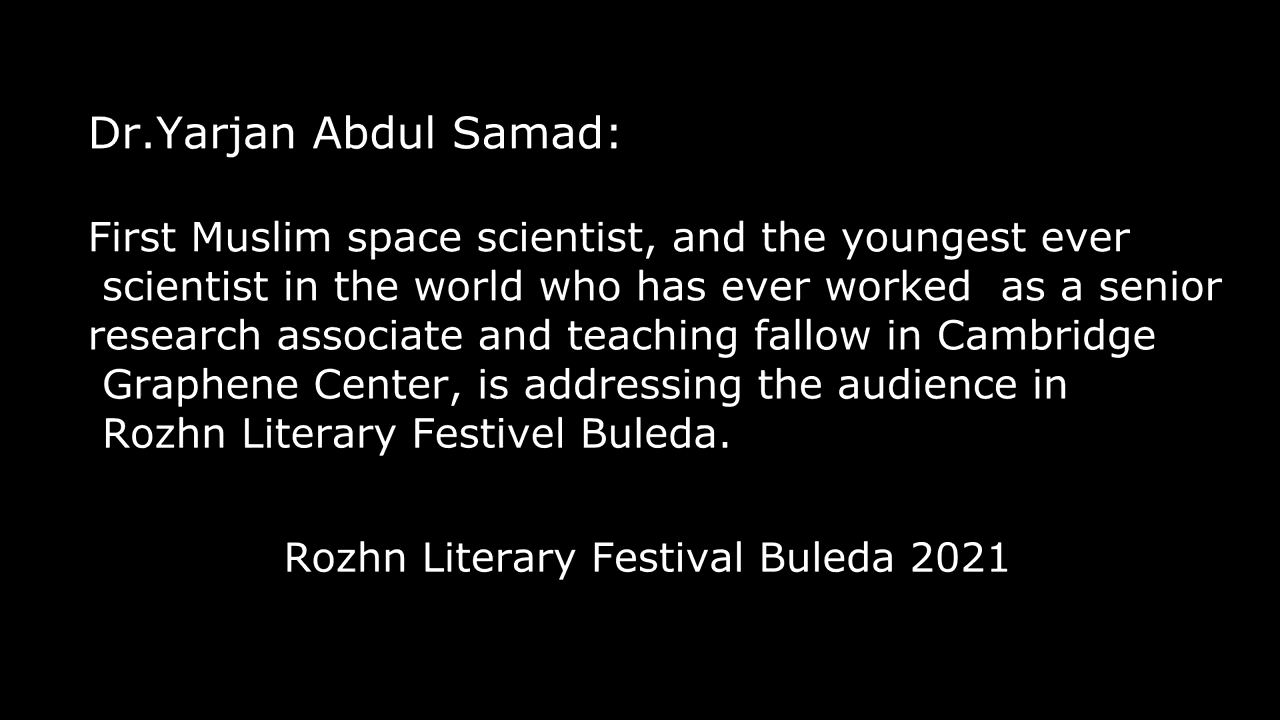 Dr.Yarjan Abdul Samad:
First Muslim space scientist, and the youngest ever
scientist in the world who has ever worked  as a senior
research associate and teaching fallow in Cambridge
Graphene Center, is addressing the audience in
Rozhn Literary Festivel Buleda.
Rozhn Literary Festival Buleda 2021